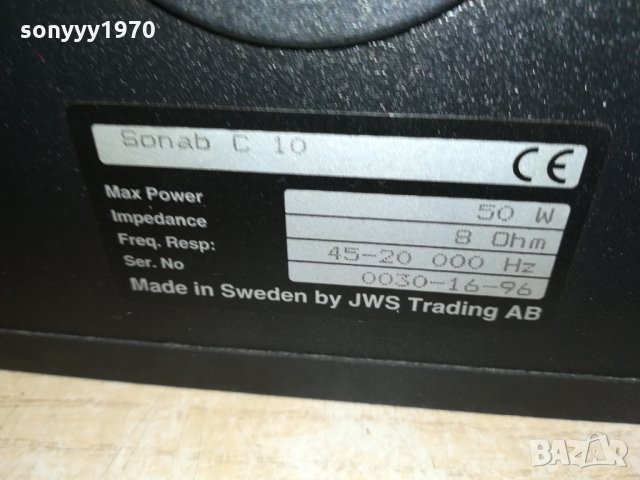 sonyyy1970
Sonab C 10
CE
Max Power 50 W
Impedance 8 Ohm
Freq. Resp: 45-20 000 Hz
Ser. No 0030-16-96
Made in Sweden by JWS Trading AB
BAZAR